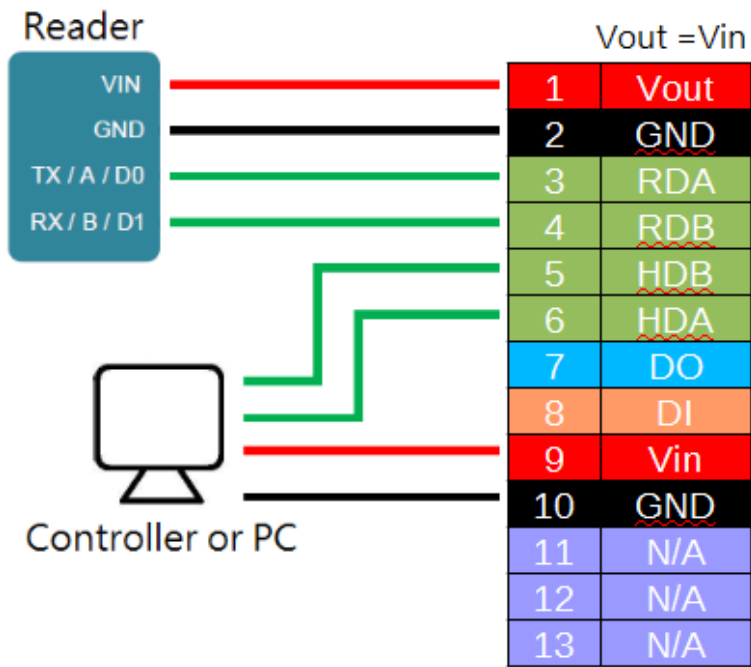 Reader
VIN
GND
TX / A / D0
RX / B / D1
Controller or PC
Vout =Vin
1 Vout
2 GND
3 RDA
4 RDB
5 HDB
6 HDA
7 DO
8 DI
9 Vin
10 GND
11 N/A
12 N/A
13 N/A